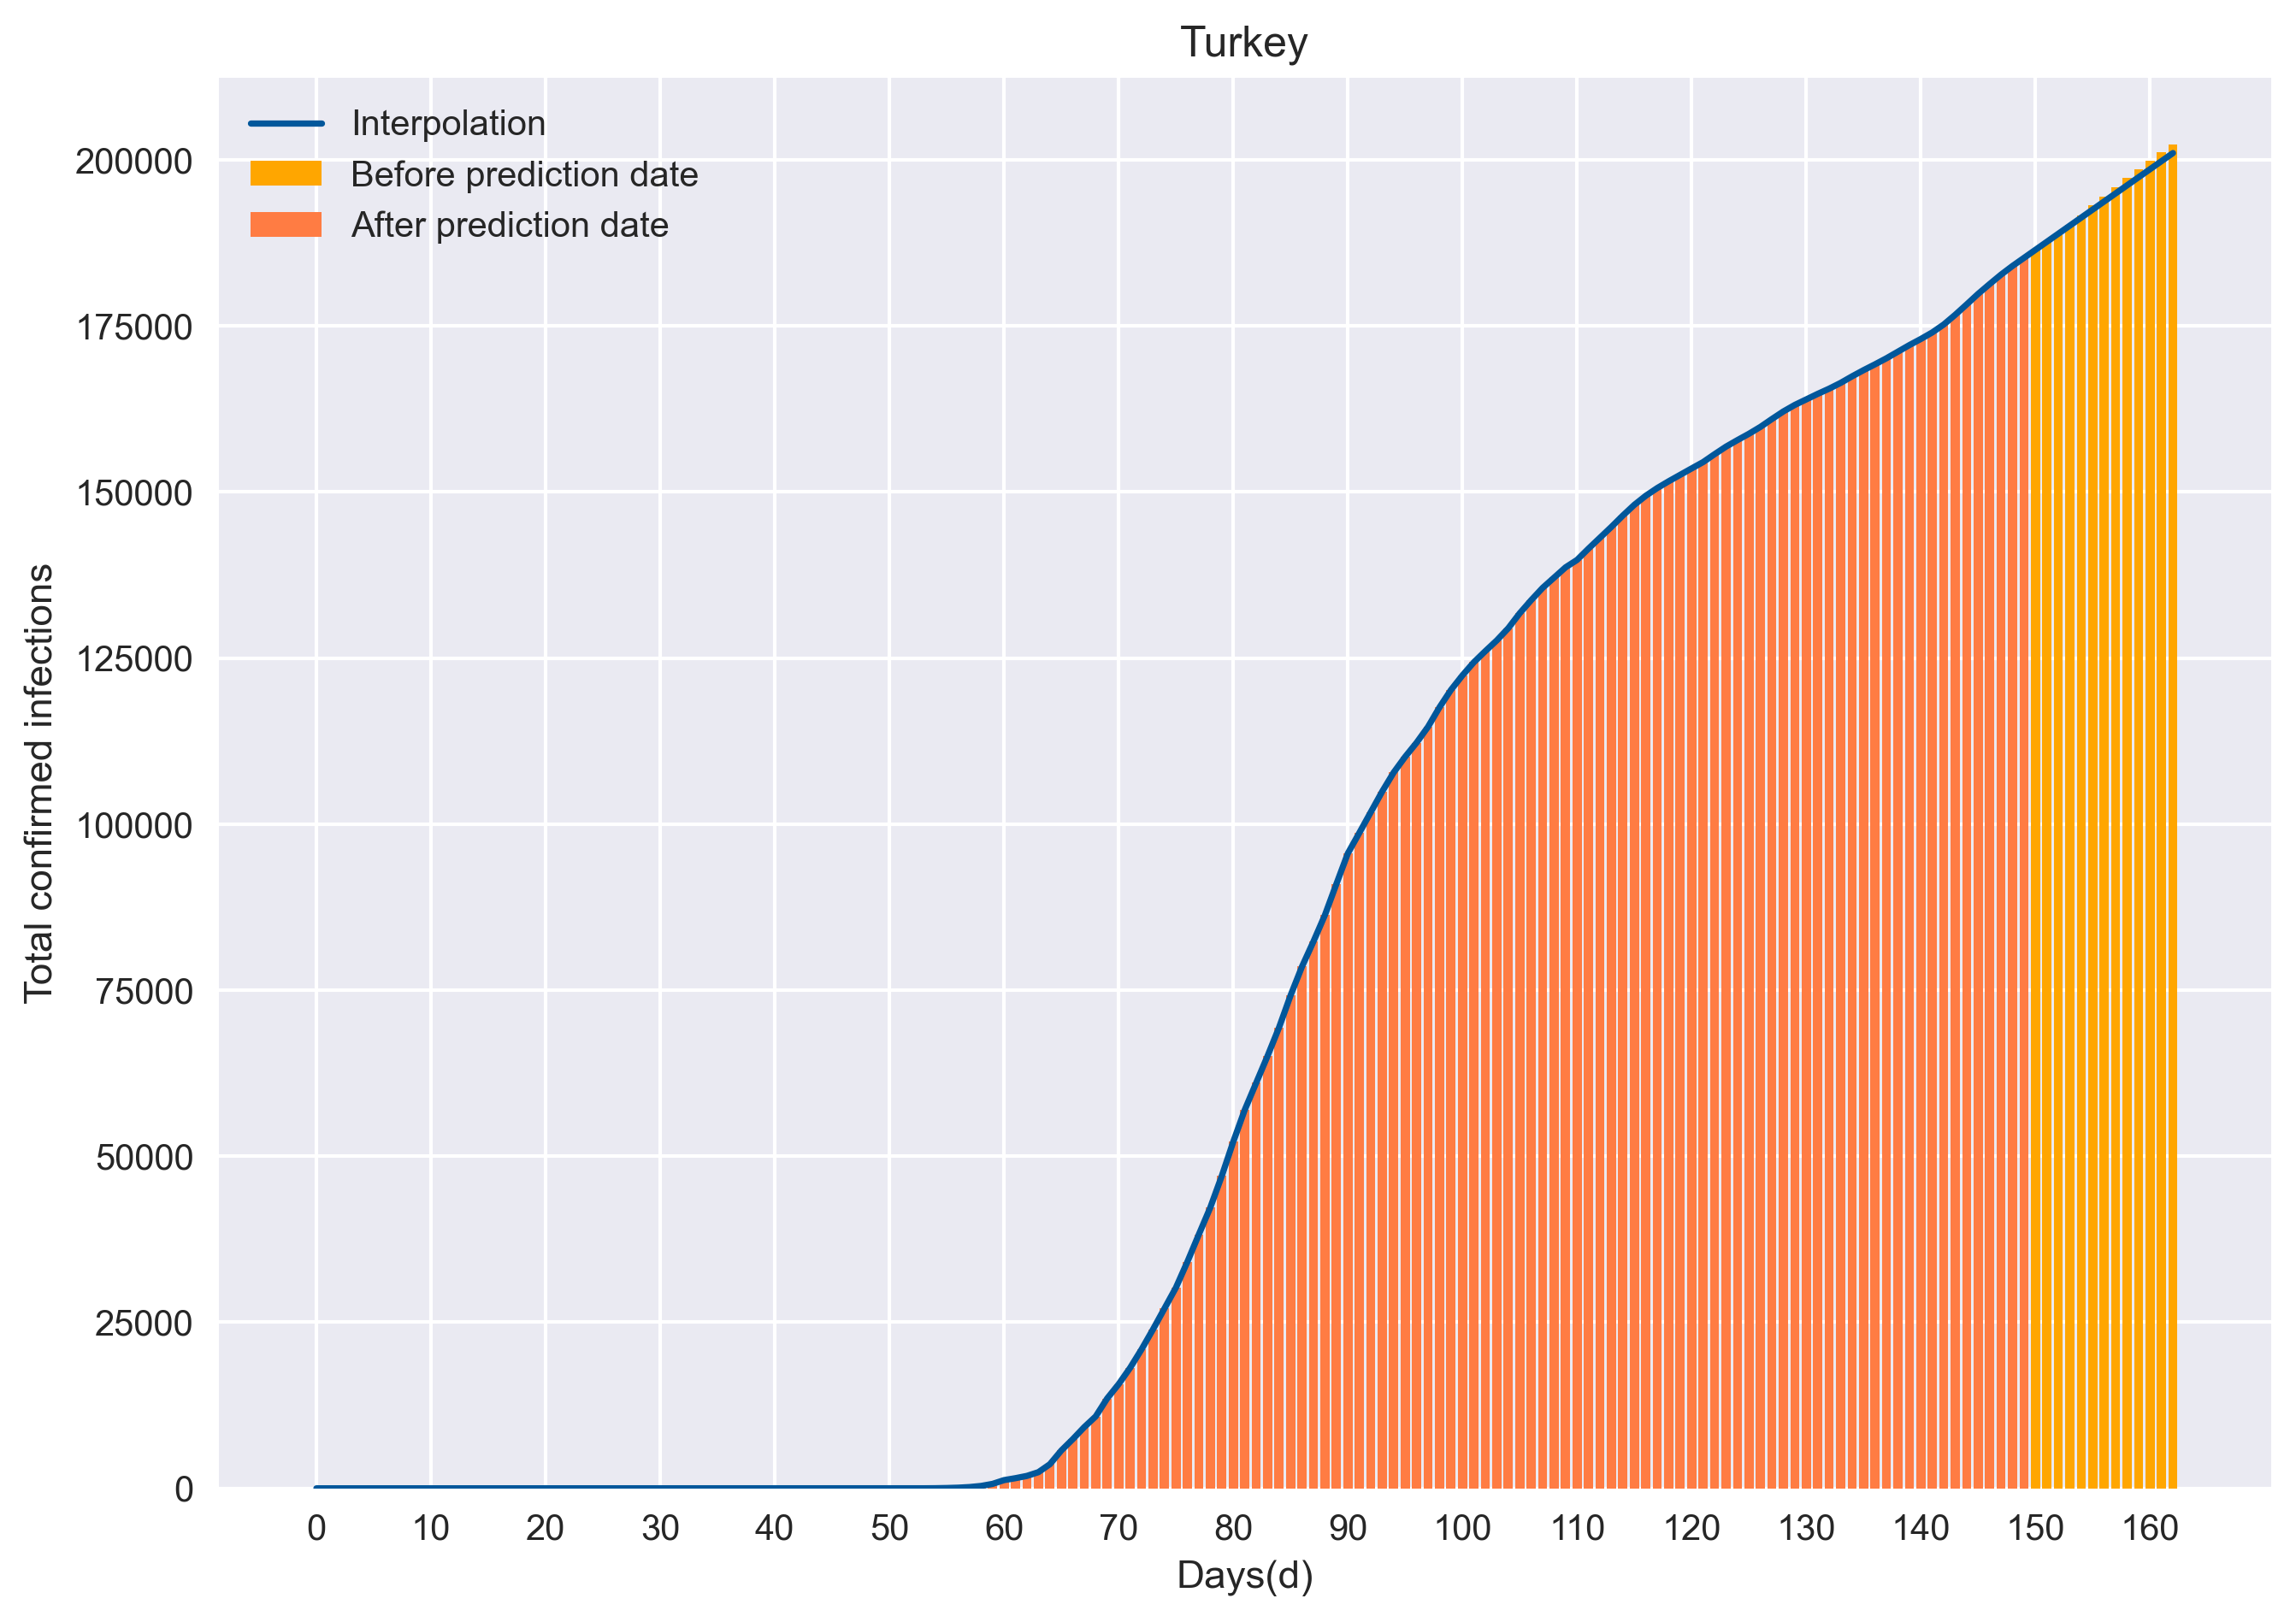 Turkey
Interpolation
Before prediction date
After prediction date
200000
175000
150000
125000
100000
75000
50000
25000
0
Total confirmed infections
0 10 20 30 40 50 60 70 80 90 100 110 120 130 140 150 160
Days(d)